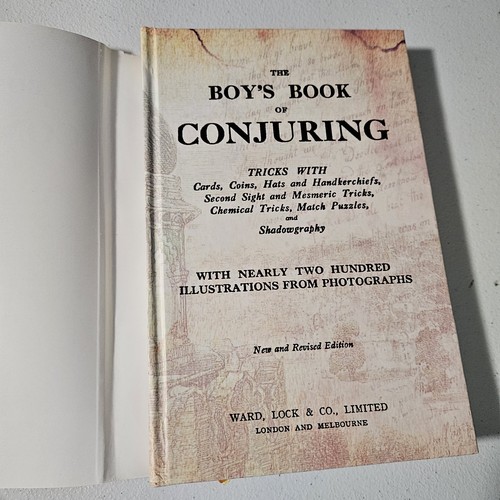 THE
BOY'S BOOK
OF
CONJURING
TRICKS WITH
Cards, Coins, Hats and Handkerchiefs,
Second Sight and Mesmeric Tricks,
Chemical Tricks, Match Puzzles,
and
Shadowgraphy
WITH NEARLY TWO HUNDRED
ILLUSTRATIONS FROM PHOTOGRAPHS
New and Revised Edition
WARD, LOCK & CO., LIMITED
LONDON AND MELBOURNE